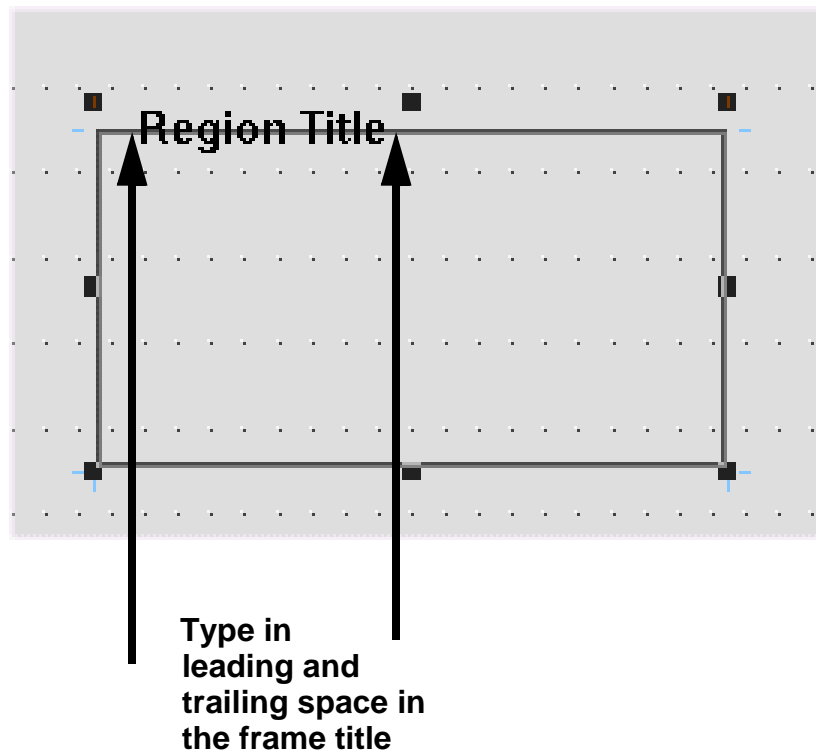 Region Title
Type in
leading and
trailing space in
the frame title